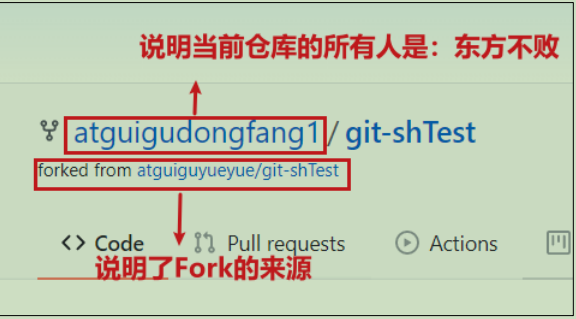 说明当前仓库的所有人是：东方不败
atguigudongfang1 / git-shTest
forked from atguiguyueyue/git-shTest
<> Code Pull requests Actions
说明了Fork的来源